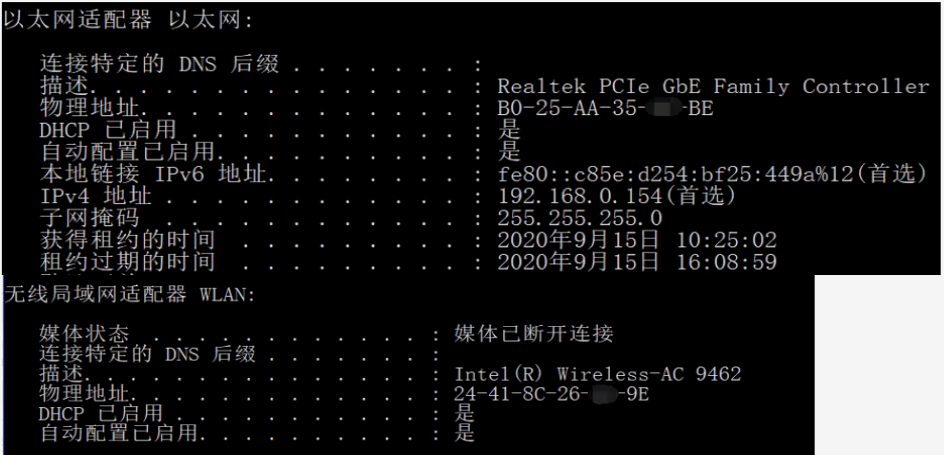 以太网适配器 以太网:
连接特定的 DNS 后缀 . . . . . . . :
描述. . . . . . . . . . . . . . . : Realtek PCIe GbE Family Controller
物理地址. . . . . . . . . . . . . : B0-25-AA-35- -BE
DHCP 已启用 . . . . . . . . . . . : 是
自动配置已启用. . . . . . . . . . : 是
本地链接 IPv6 地址. . . . . . . . : fe80::c85e:d254:bf25:449a%12(首选)
IPv4 地址 . . . . . . . . . . . . : 192.168.0.154(首选)
子网掩码 . . . . . . . . . . . . : 255.255.255.0
获得租约的时间 . . . . . . . . . : 2020年9月15日 10:25:02
租约过期的时间 . . . . . . . . . : 2020年9月15日 16:08:59
无线局域网适配器 WLAN:
媒体状态 . . . . . . . . . . . . : 媒体已断开连接
连接特定的 DNS 后缀 . . . . . . . :
描述. . . . . . . . . . . . . . . : Intel(R) Wireless-AC 9462
物理地址. . . . . . . . . . . . . : 24-41-8C-26- -9E
DHCP 已启用 . . . . . . . . . . . : 是
自动配置已启用. . . . . . . . . . : 是